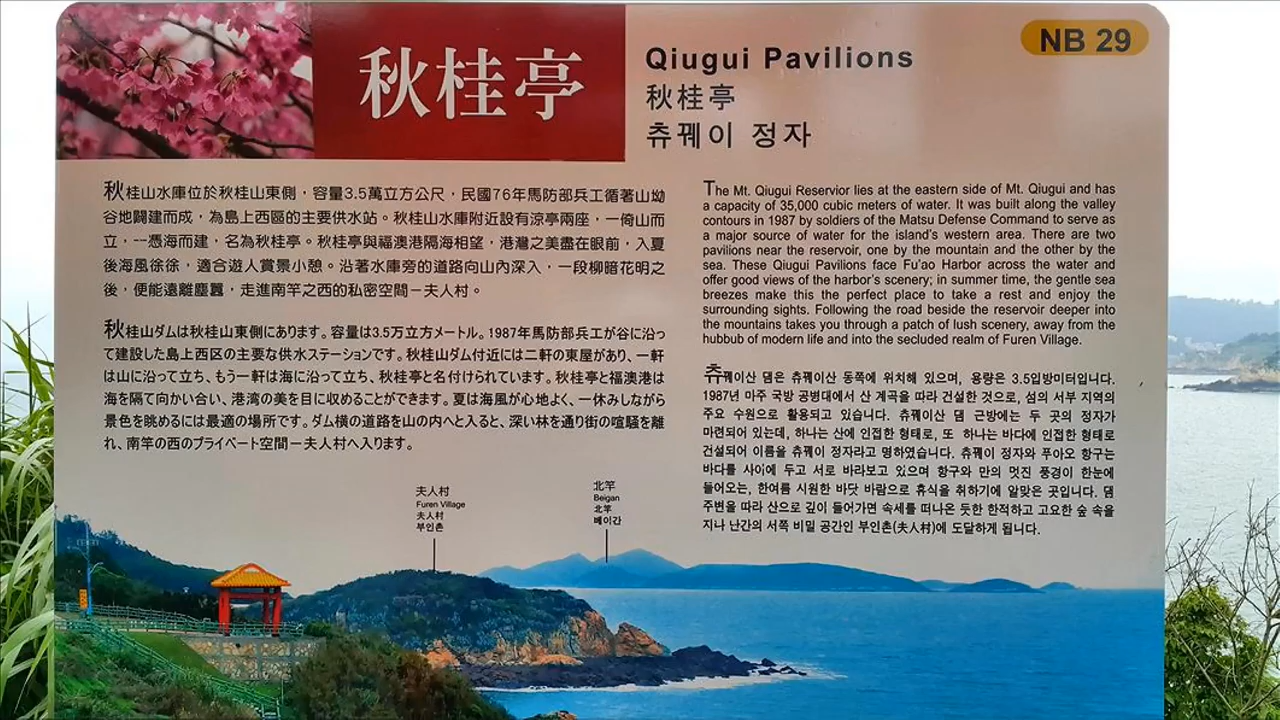 秋桂亭
Qiugui Pavilions
秋桂亭
츄꿰이 정자
NB 29
秋桂山水庫位於秋桂山東側，容量3.5萬立方公尺，民國76年馬防部兵工循著山坳
谷地闢建而成，為島上西區的主要供水站。秋桂山水庫附近設有涼亭兩座，一倚山而
立，一憑海而建，名為秋桂亭。秋桂亭與福澳港隔海相望，港灣之美盡在眼前，入夏
後海風徐徐，適合遊人賞景小憩。沿著水庫旁的道路向山內深入，一段柳暗花明之
後，便能遠離塵囂，走進南竿之西的私密空間－夫人村。
秋桂山ダムは秋桂山東側にあります。容量は3.5万立方メートル。1987年馬防部兵工が谷に沿っ
て建設した島上西区の主要な供水ステーションです。秋桂山ダム付近には二軒の東屋があり、一軒
は山に沿って立ち、もう一軒は海に沿って立ち、秋桂亭と名付けられています。秋桂亭と福澳港は
海を隔て向かい合い、港湾の美を目に収めることができます。夏は海風が心地よく、一休みしながら
景色を眺めるには最適の場所です。ダム横の道路を山の内へと入ると、深い林を通り街の喧騒を離
れ、南竿の西のプライベート空間－夫人村へ入ります。
The Mt. Qiugui Reservior lies at the eastern side of Mt. Qiugui and has
a capacity of 35,000 cubic meters of water. It was built along the valley
contours in 1987 by soldiers of the Matsu Defense Command to serve as
a major source of water for the island's western area. There are two
pavilions near the reservoir, one by the mountain and the other by the
sea. These Qiugui Pavilions face Fu'ao Harbor across the water and
offer good views of the harbor's scenery; in summer time, the gentle sea
breezes make this the perfect place to take a rest and enjoy the
surrounding sights. Following the road beside the reservoir deeper into
the mountains takes you through a patch of lush scenery, away from the
hubbub of modern life and into the secluded realm of Furen Village.
츄꿰이산 댐은 츄꿰이산 동쪽에 위치해 있으며, 용량은 3.5입방미터입니다.
1987년 마주 국방 공병대에서 산 계곡을 따라 건설한 것으로, 섬의 서부 지역의
주요 수원으로 활용되고 있습니다. 츄꿰이산 댐 근방에는 두 곳의 정자가
마련되어 있는데, 하나는 산에 인접한 형태로, 또 하나는 바다에 인접한 형태로
건설되어 이름을 츄꿰이 정자라고 명하였습니다. 츄꿰이 정자와 푸아오 항구는
바다를 사이에 두고 서로 바라보고 있으며 항구와 만의 멋진 풍경이 한눈에
들어오는, 한여름 시원한 바닷 바람으로 휴식을 취하기에 알맞은 곳입니다. 댐
주변을 따라 산으로 깊이 들어가면 속세를 떠나온 듯한 한적하고 고요한 숲 속을
지나 난간의 서쪽 비밀 공간인 부인촌(夫人村)에 도달하게 됩니다.
夫人村
Furen Village
夫人村
부인촌
北竿
Beigan
北竿
베이간